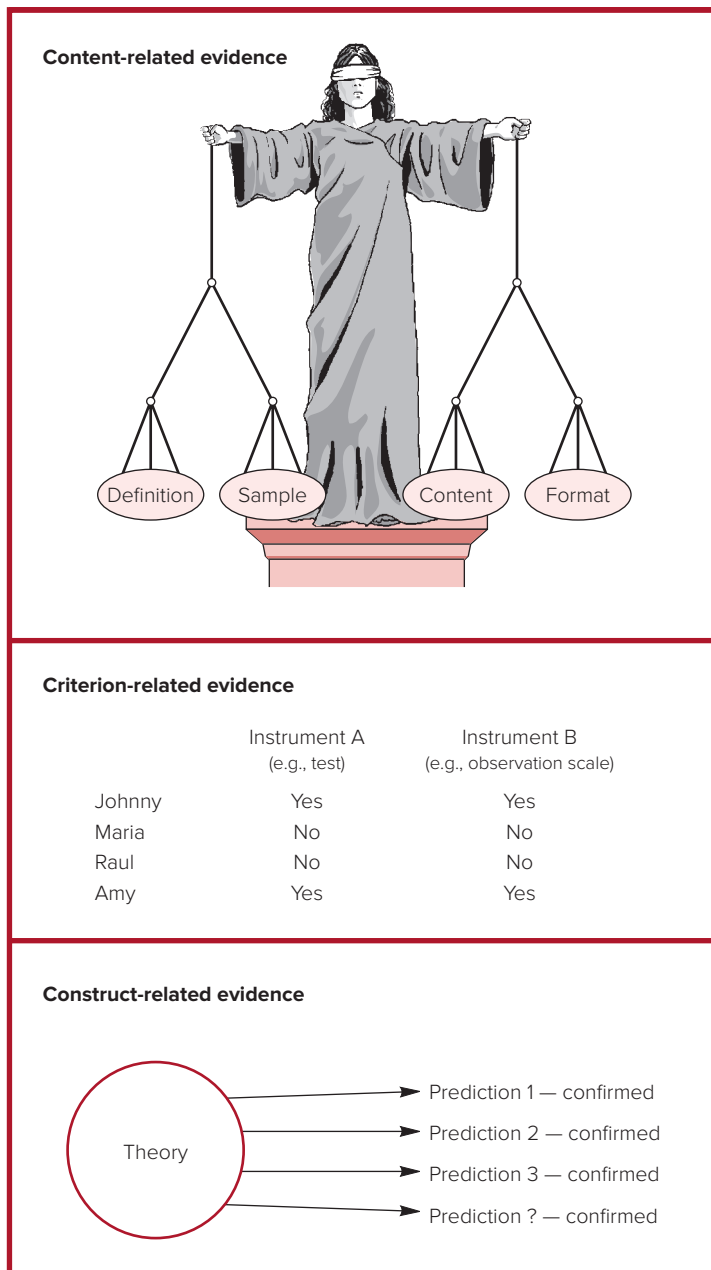 Content-related evidence
Definition Sample Content Format
Criterion-related evidence
Instrument A Instrument B
(e.g., test) (e.g., observation scale)
Johnny Yes Yes
Maria No No
Raul No No
Amy Yes Yes
Construct-related evidence
Theory
Prediction 1 — confirmed
Prediction 2 — confirmed
Prediction 3 — confirmed
Prediction ? — confirmed